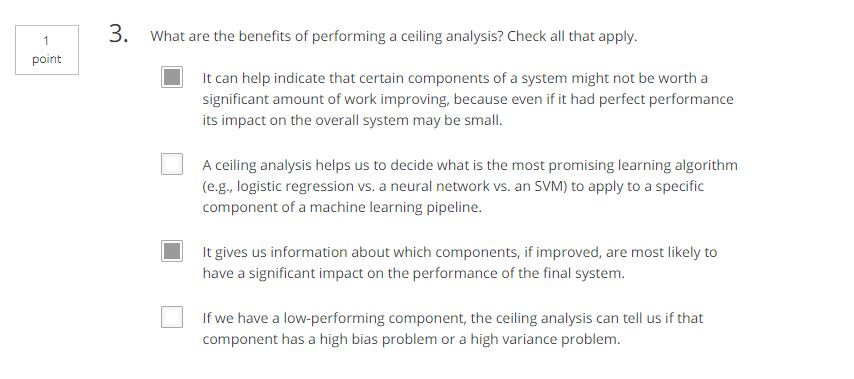 1
point
3. What are the benefits of performing a ceiling analysis? Check all that apply.
It can help indicate that certain components of a system might not be worth a
significant amount of work improving, because even if it had perfect performance
its impact on the overall system may be small.
A ceiling analysis helps us to decide what is the most promising learning algorithm
(e.g., logistic regression vs. a neural network vs. an SVM) to apply to a specific
component of a machine learning pipeline.
It gives us information about which components, if improved, are most likely to
have a significant impact on the performance of the final system.
If we have a low-performing component, the ceiling analysis can tell us if that
component has a high bias problem or a high variance problem.